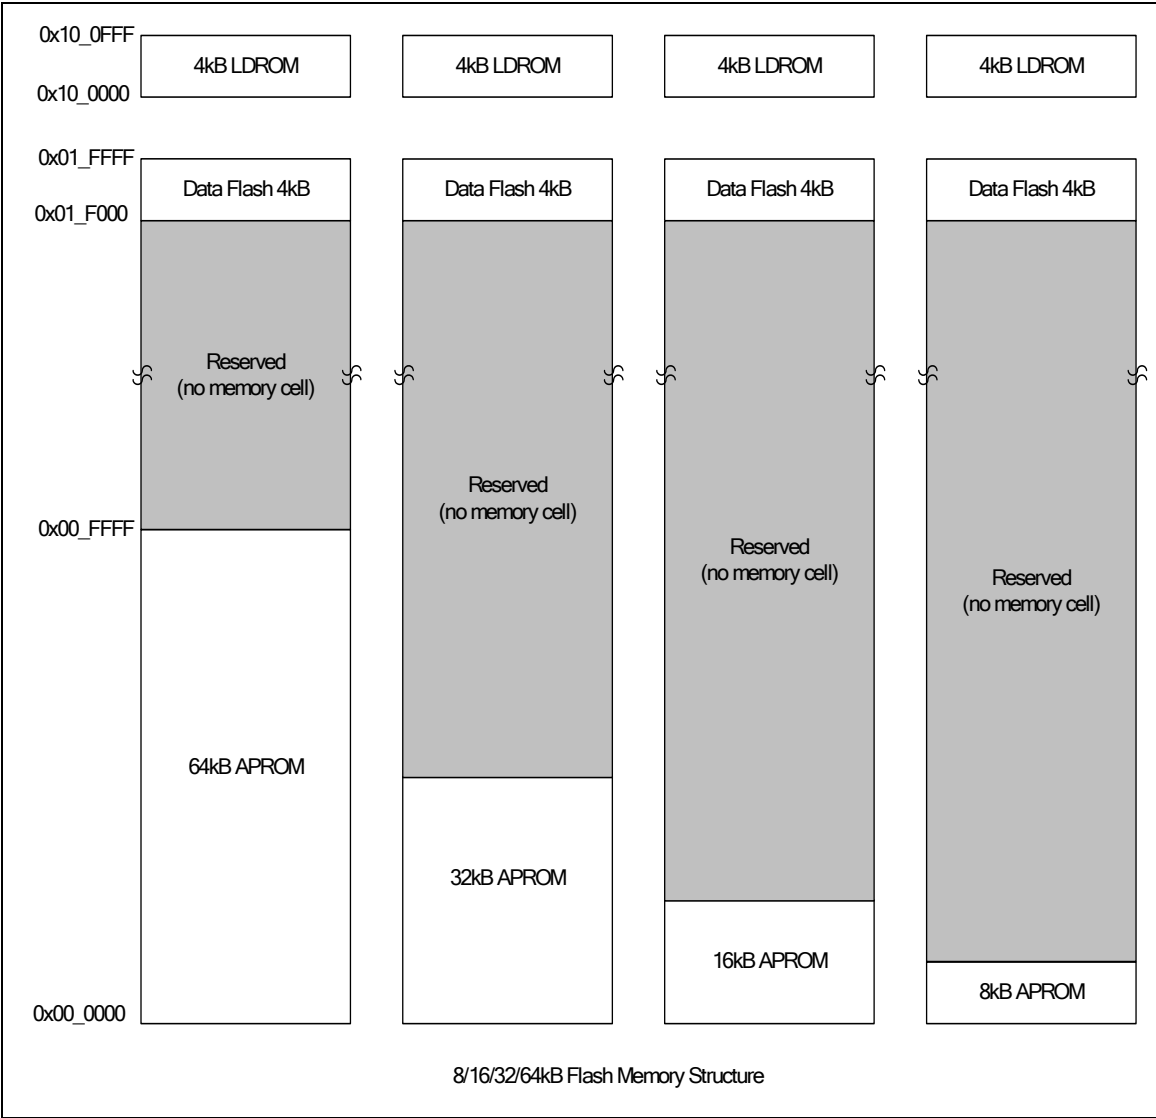 0x10_0FFF
4kB LDROM 4kB LDROM 4kB LDROM 4kB LDROM
0x10_0000
0x01_FFFF
Data Flash 4kB Data Flash 4kB Data Flash 4kB Data Flash 4kB
0x01_F000
Reserved
(no memory cell)
Reserved
(no memory cell)
0x00_FFFF
Reserved
(no memory cell)
Reserved
(no memory cell)
64kB APROM
32kB APROM
16kB APROM
8kB APROM
0x00_0000
8/16/32/64kB Flash Memory Structure